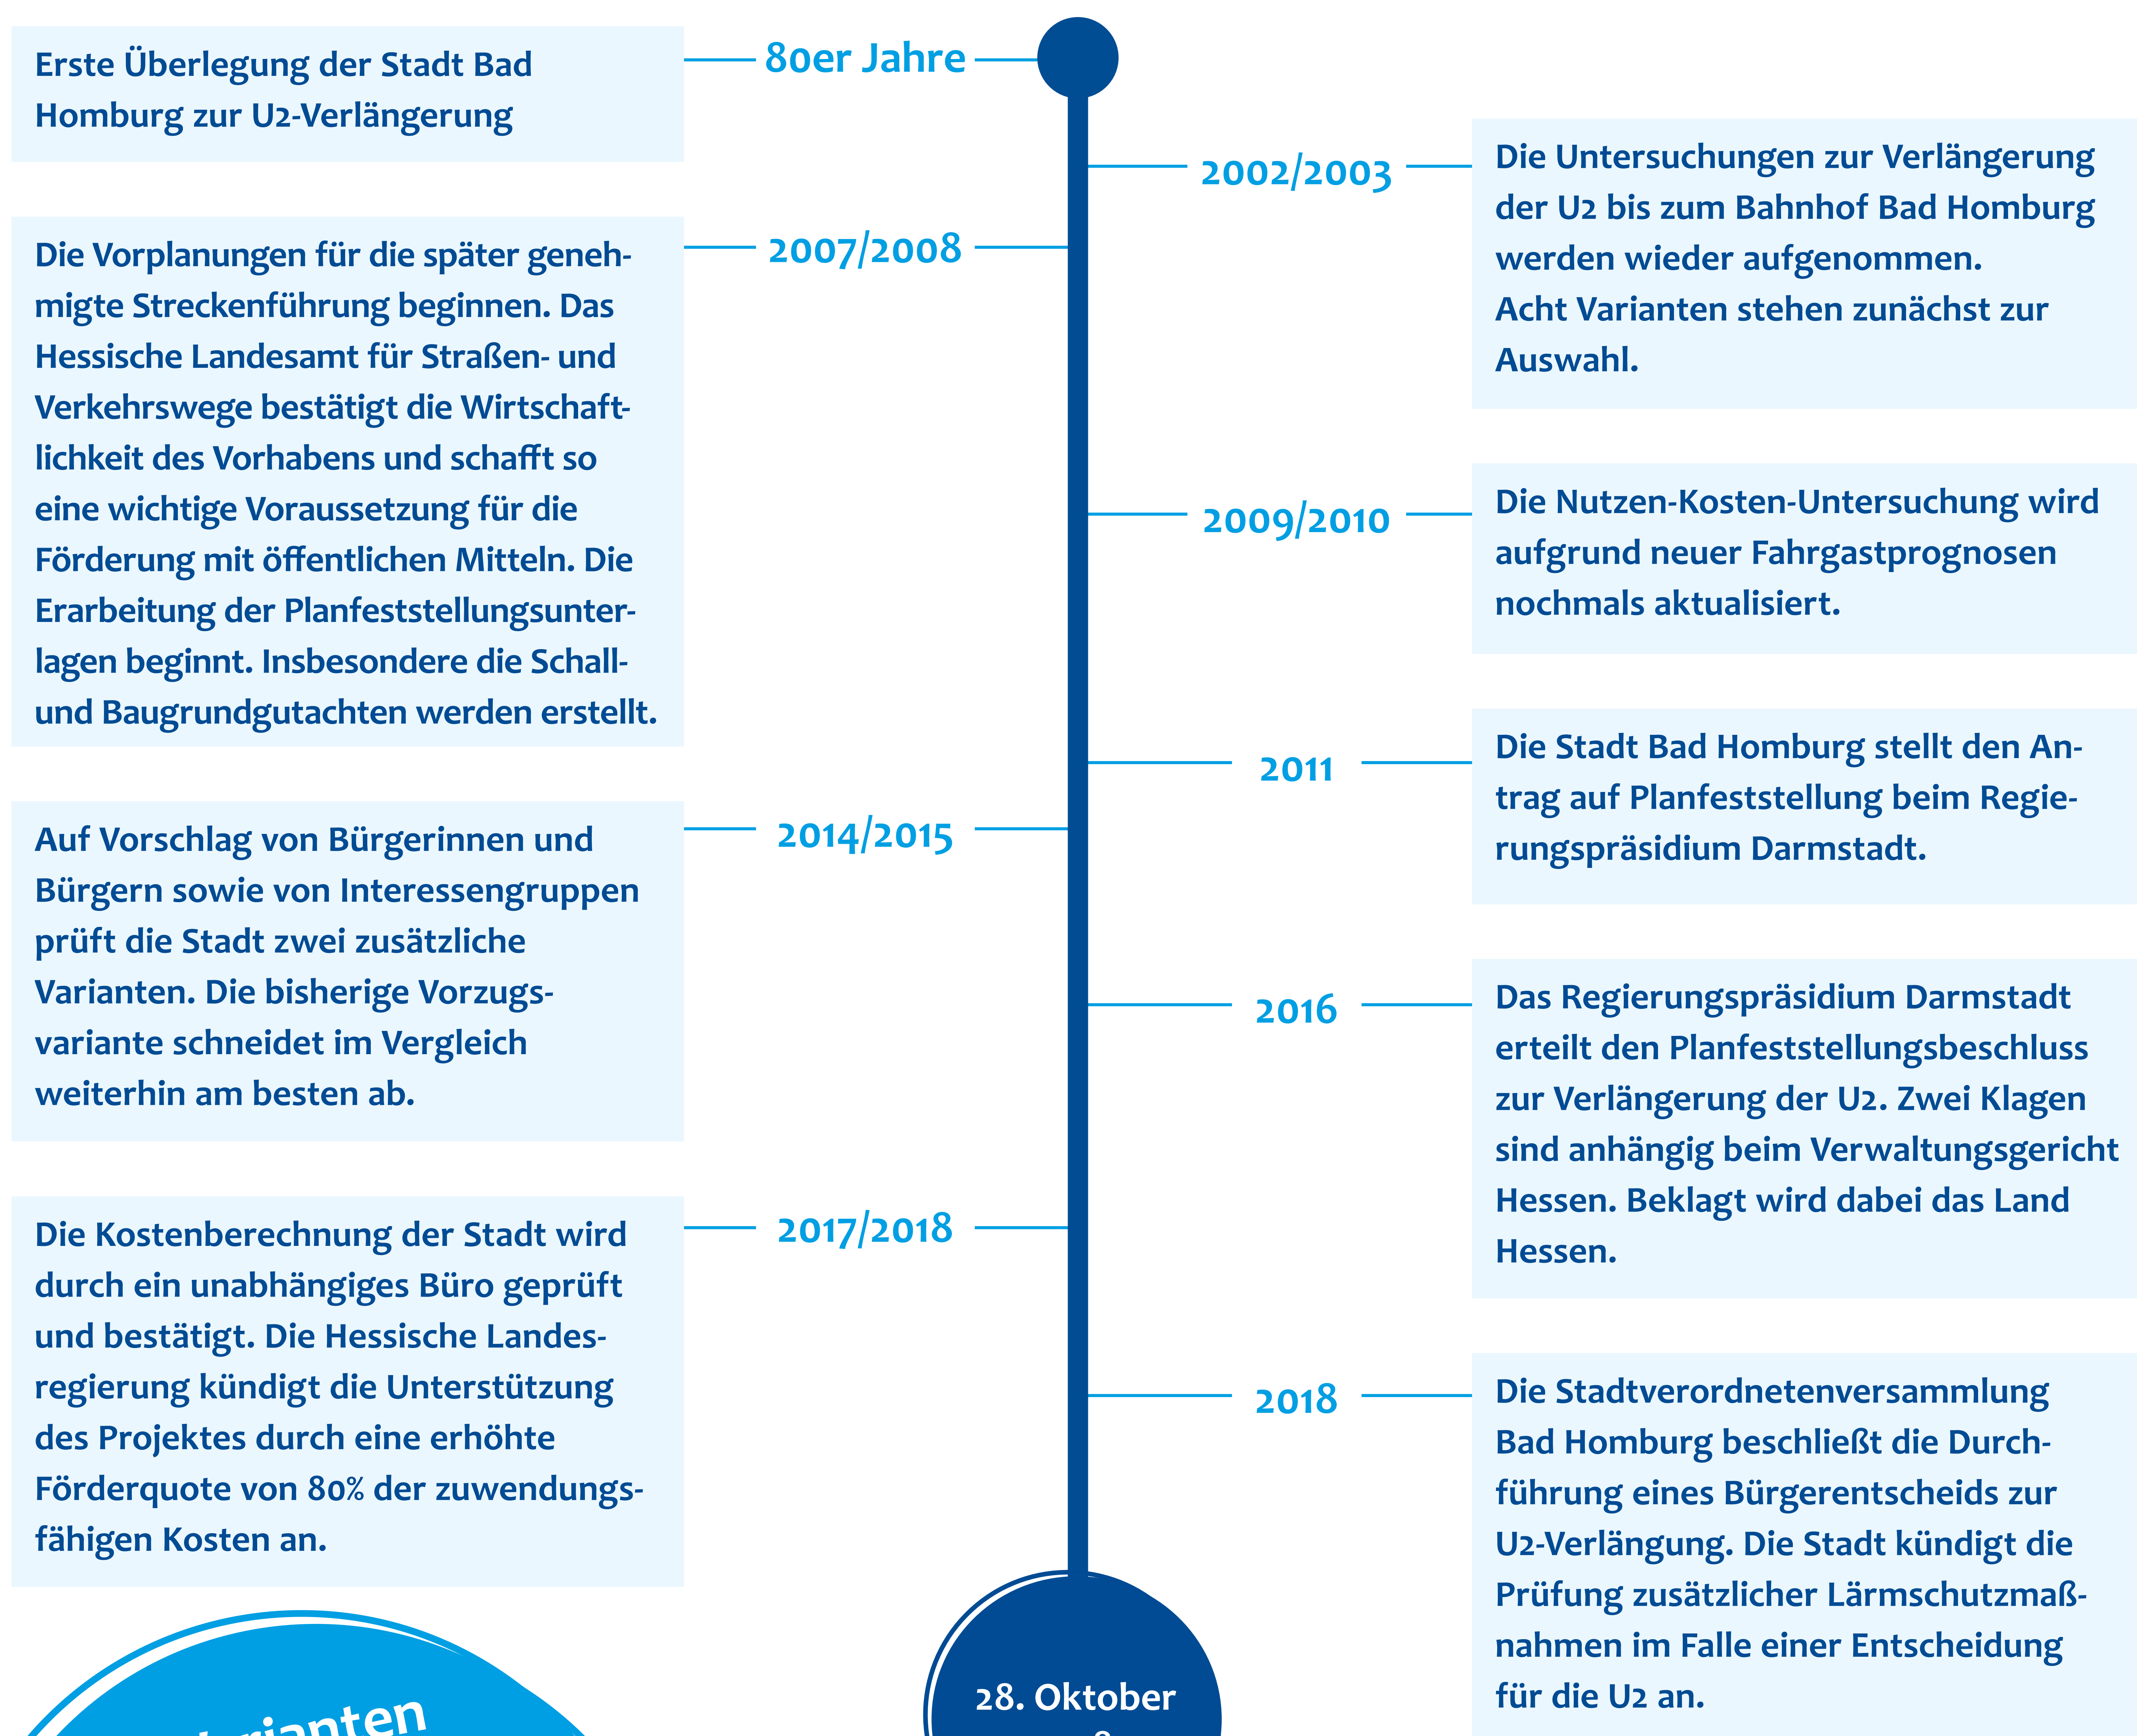 80er Jahre
Erste Überlegung der Stadt Bad
Homburg zur U2-Verlängerung
2002/2003
Die Untersuchungen zur Verlängerung
der U2 bis zum Bahnhof Bad Homburg
werden wieder aufgenommen.
Acht Varianten stehen zunächst zur
Auswahl.
2007/2008
Die Vorplanungen für die später geneh-
migte Streckenführung beginnen. Das
Hessische Landesamt für Straßen- und
Verkehrswege bestätigt die Wirtschaft-
lichkeit des Vorhabens und schafft so
eine wichtige Voraussetzung für die
Förderung mit öffentlichen Mitteln. Die
Erarbeitung der Planfeststellungsunter-
lagen beginnt. Insbesondere die Schall-
und Baugrundgutachten werden erstellt.
2009/2010
Die Nutzen-Kosten-Untersuchung wird
aufgrund neuer Fahrgastprognosen
nochmals aktualisiert.
2011
Die Stadt Bad Homburg stellt den An-
trag auf Planfeststellung beim Regie-
rungspräsidium Darmstadt.
2014/2015
Auf Vorschlag von Bürgerinnen und
Bürgern sowie von Interessengruppen
prüft die Stadt zwei zusätzliche
Varianten. Die bisherige Vorzugs-
variante schneidet im Vergleich
weiterhin am besten ab.
2016
Das Regierungspräsidium Darmstadt
erteilt den Planfeststellungsbeschluss
zur Verlängerung der U2. Zwei Klagen
sind anhängig beim Verwaltungsgericht
Hessen. Beklagt wird dabei das Land
Hessen.
2017/2018
Die Kostenberechnung der Stadt wird
durch ein unabhängiges Büro geprüft
und bestätigt. Die Hessische Landes-
regierung kündigt die Unterstützung
des Projektes durch eine erhöhte
Förderquote von 80% der zuwendungs-
fähigen Kosten an.
2018
Die Stadtverordnetenversammlung
Bad Homburg beschließt die Durch-
führung eines Bürgerentscheids zur
U2-Verlängung. Die Stadt kündigt die
Prüfung zusätzlicher Lärmschutzmaß-
nahmen im Falle einer Entscheidung
für die U2 an.
28. Oktober